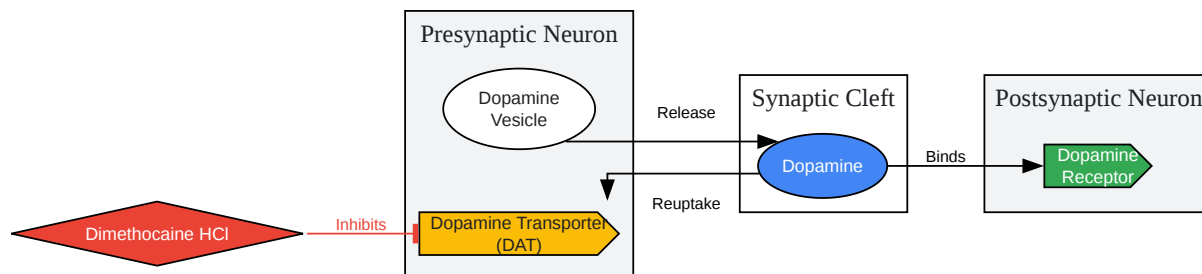 Presynaptic Neuron
Dopamine
Vesicle
Release
Synaptic Cleft
Dopamine
Binds
Postsynaptic Neuron
Dopamine
Receptor
Reuptake
Dimethocaine HCl
Inhibits
Dopamine Transporter
(DAT)